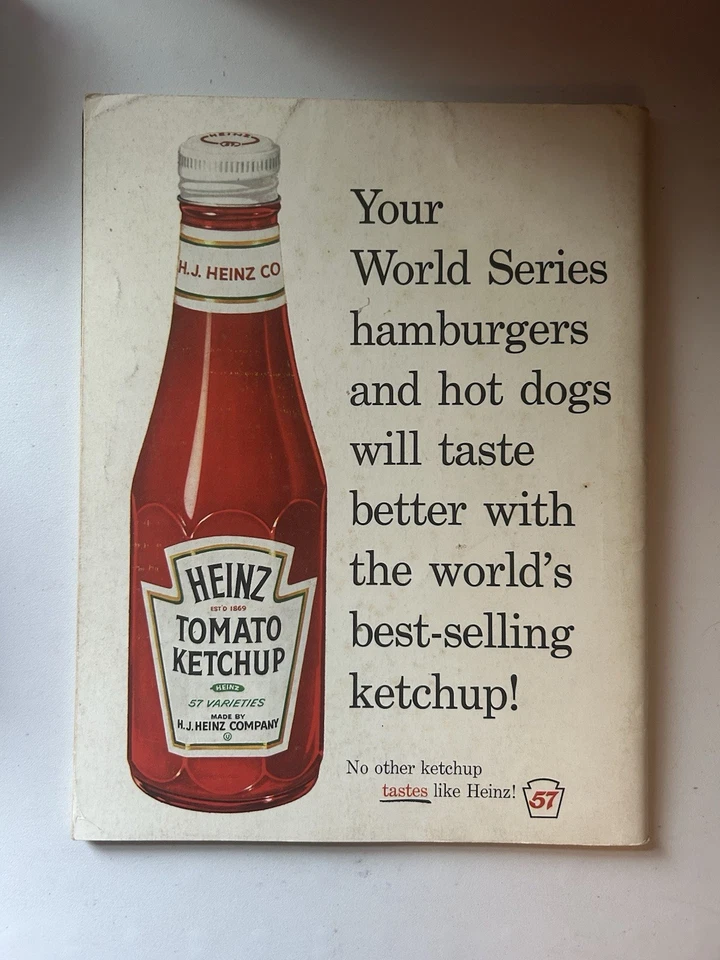 HEINZ
57
H.J. HEINZ CO
HEINZ
EST'D 1869
TOMATO
KETCHUP
HEINZ
57 VARIETIES
MADE BY
H.J. HEINZ COMPANY
U
Your
World Series
hamburgers
and hot dogs
will taste
better with
the world's
best-selling
ketchup!
No other ketchup
tastes like Heinz!
57